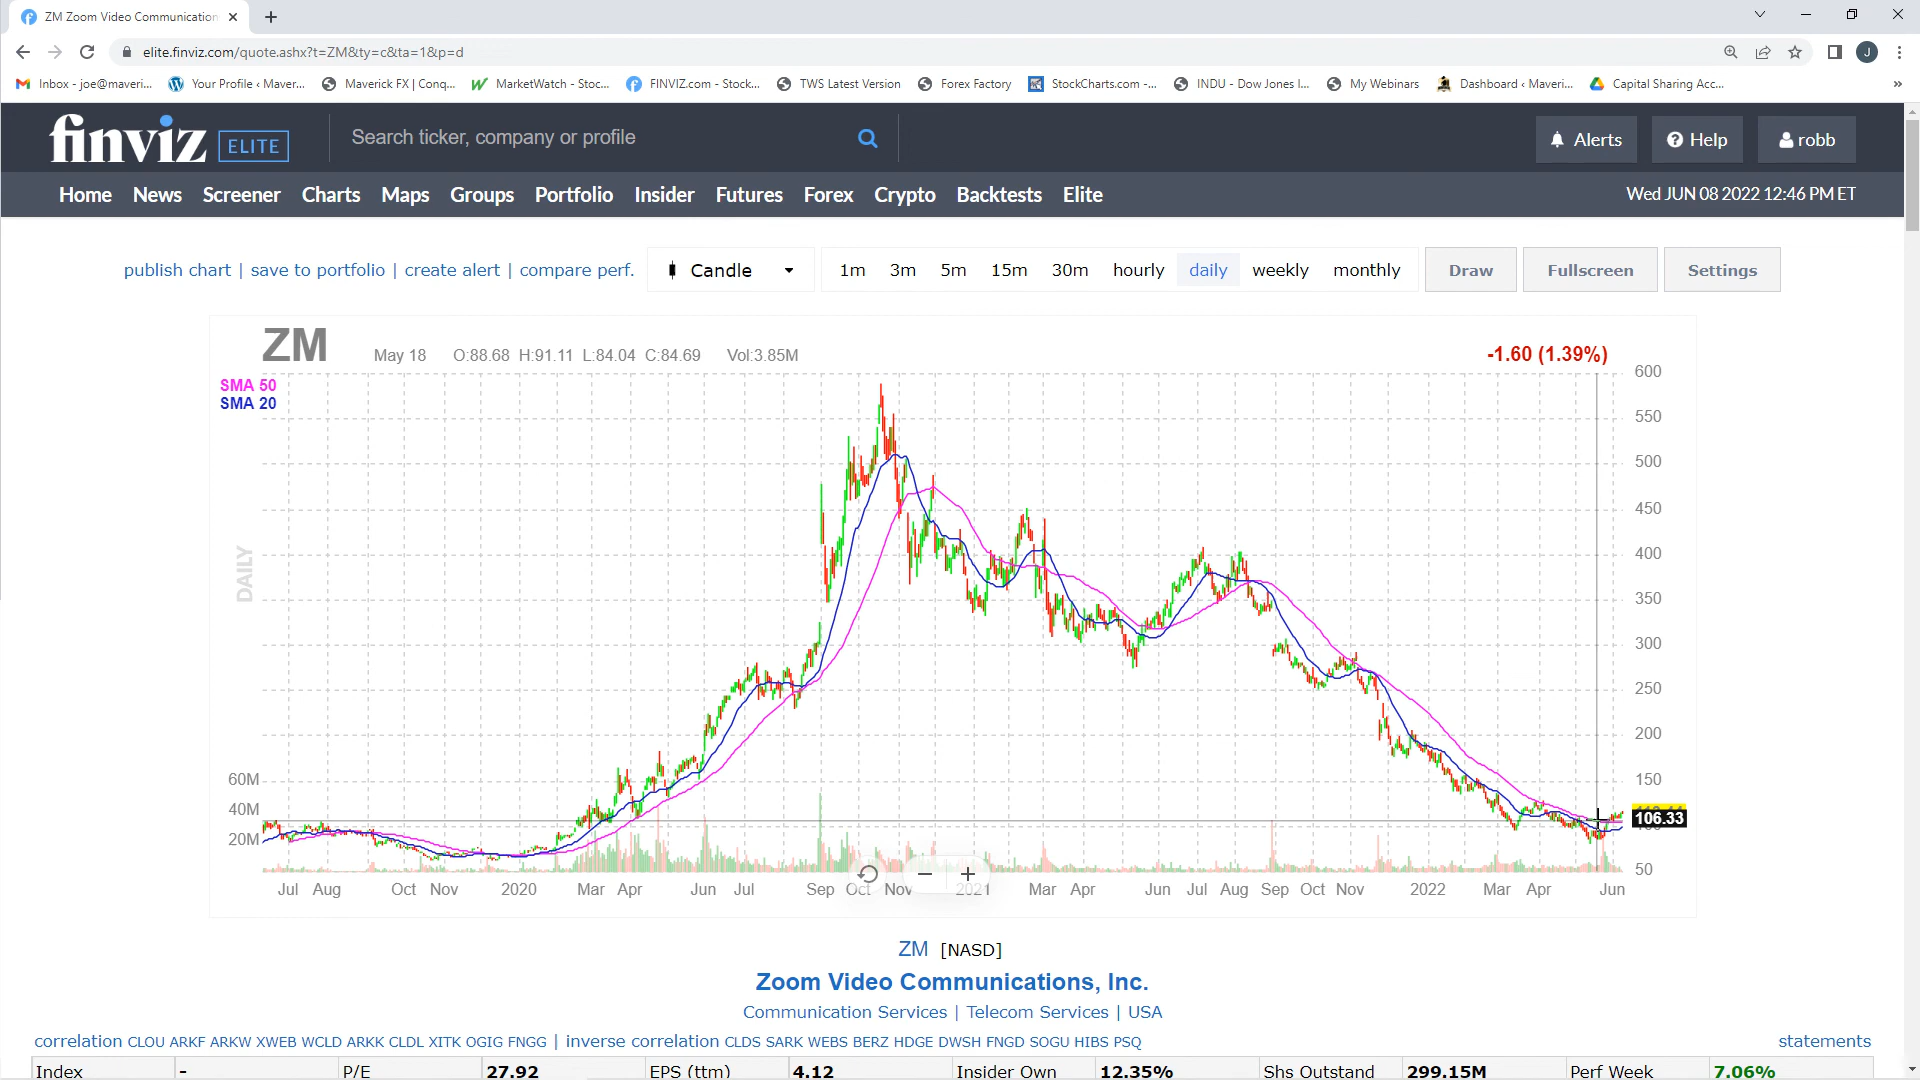 ZM Zoom Video Communication
elite.finviz.com/quote.ashx?t=ZM&ty=c&ta=1&p=d
J
Inbox - joe@maveri... Your Profile ‹ Maver... Maverick FX | Conq... MarketWatch - Stoc... FINVIZ.com - Stock... TWS Latest Version Forex Factory StockCharts.com -... INDU - Dow Jones I... My Webinars Dashboard ‹ Maveri... Capital Sharing Acc... »
finviz ELITE Search ticker, company or profile Alerts Help robb
Home News Screener Charts Maps Groups Portfolio Insider Futures Forex Crypto Backtests Elite Wed JUN 08 2022 12:46 PM ET
publish chart | save to portfolio | create alert | compare perf. Candle 1m 3m 5m 15m 30m hourly daily weekly monthly Draw Fullscreen Settings
ZM May 18 O:88.68 H:91.11 L:84.04 C:84.69 Vol:3.85M -1.60 (1.39%)
SMA 50
SMA 20
DAILY
600
550
500
450
400
350
300
250
200
150
106.33
50
60M
40M
20M
Jul Aug Oct Nov 2020 Mar Apr Jun Jul Sep Oct Nov 2021 Mar Apr Jun Jul Aug Sep Oct Nov 2022 Mar Apr Jun
ZM [NASD]
Zoom Video Communications, Inc.
Communication Services | Telecom Services | USA
correlation CLOU ARKF ARKW XWEB WCLD ARKK CLDL XITK OGIG FNGG | inverse correlation CLDS SARK WEBS BERZ HDGE DWSH FNGD SOGU HIBS PSQ statements
Index - P/E 27.92 EPS (ttm) 4.12 Insider Own 12.35% Shs Outstand 299.15M Perf Week 7.06%